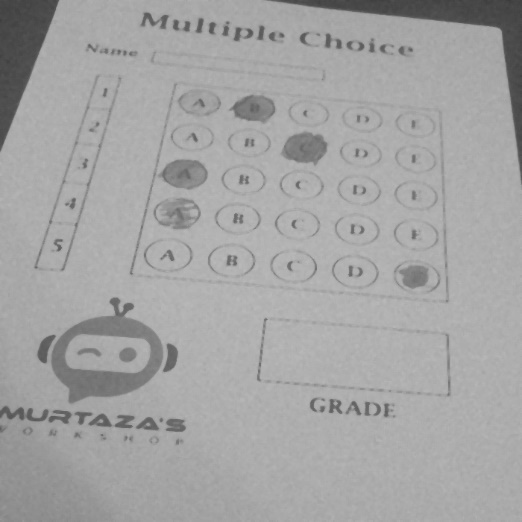 Multiple Choice
Name
1 A B C D E
2 A B C D E
3 A B C D E
4 A B C D E
5 A B C D
GRADE
MURTAZA'S
WORKSHOP